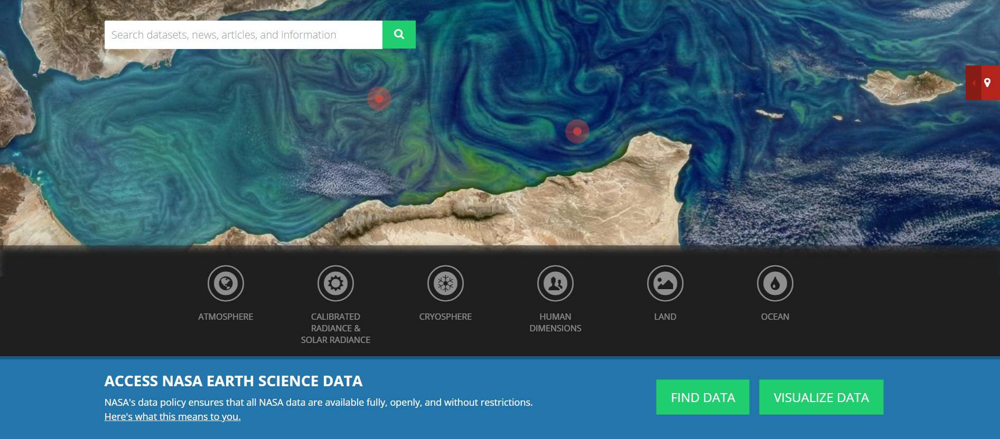 Search datasets, news, articles, and information
ATMOSPHERE
CALIBRATED
RADIANCE &
SOLAR RADIANCE
CRYOSPHERE
HUMAN
DIMENSIONS
LAND
OCEAN
ACCESS NASA EARTH SCIENCE DATA
NASA's data policy ensures that all NASA data are available fully, openly, and without restrictions.
Here's what this means to you.
FIND DATA
VISUALIZE DATA